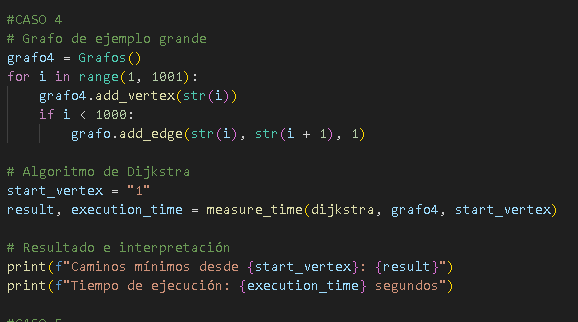 #CASO 4
# Grafo de ejemplo grande
grafo4 = Grafos()
for i in range(1, 1001):
    grafo4.add_vertex(str(i))
    if i < 1000:
        grafo.add_edge(str(i), str(i + 1), 1)

# Algoritmo de Dijkstra
start_vertex = "1"
result, execution_time = measure_time(dijkstra, grafo4, start_vertex)

# Resultado e interpretación
print(f"Caminos mínimos desde {start_vertex}: {result}")
print(f"Tiempo de ejecución: {execution_time} segundos")